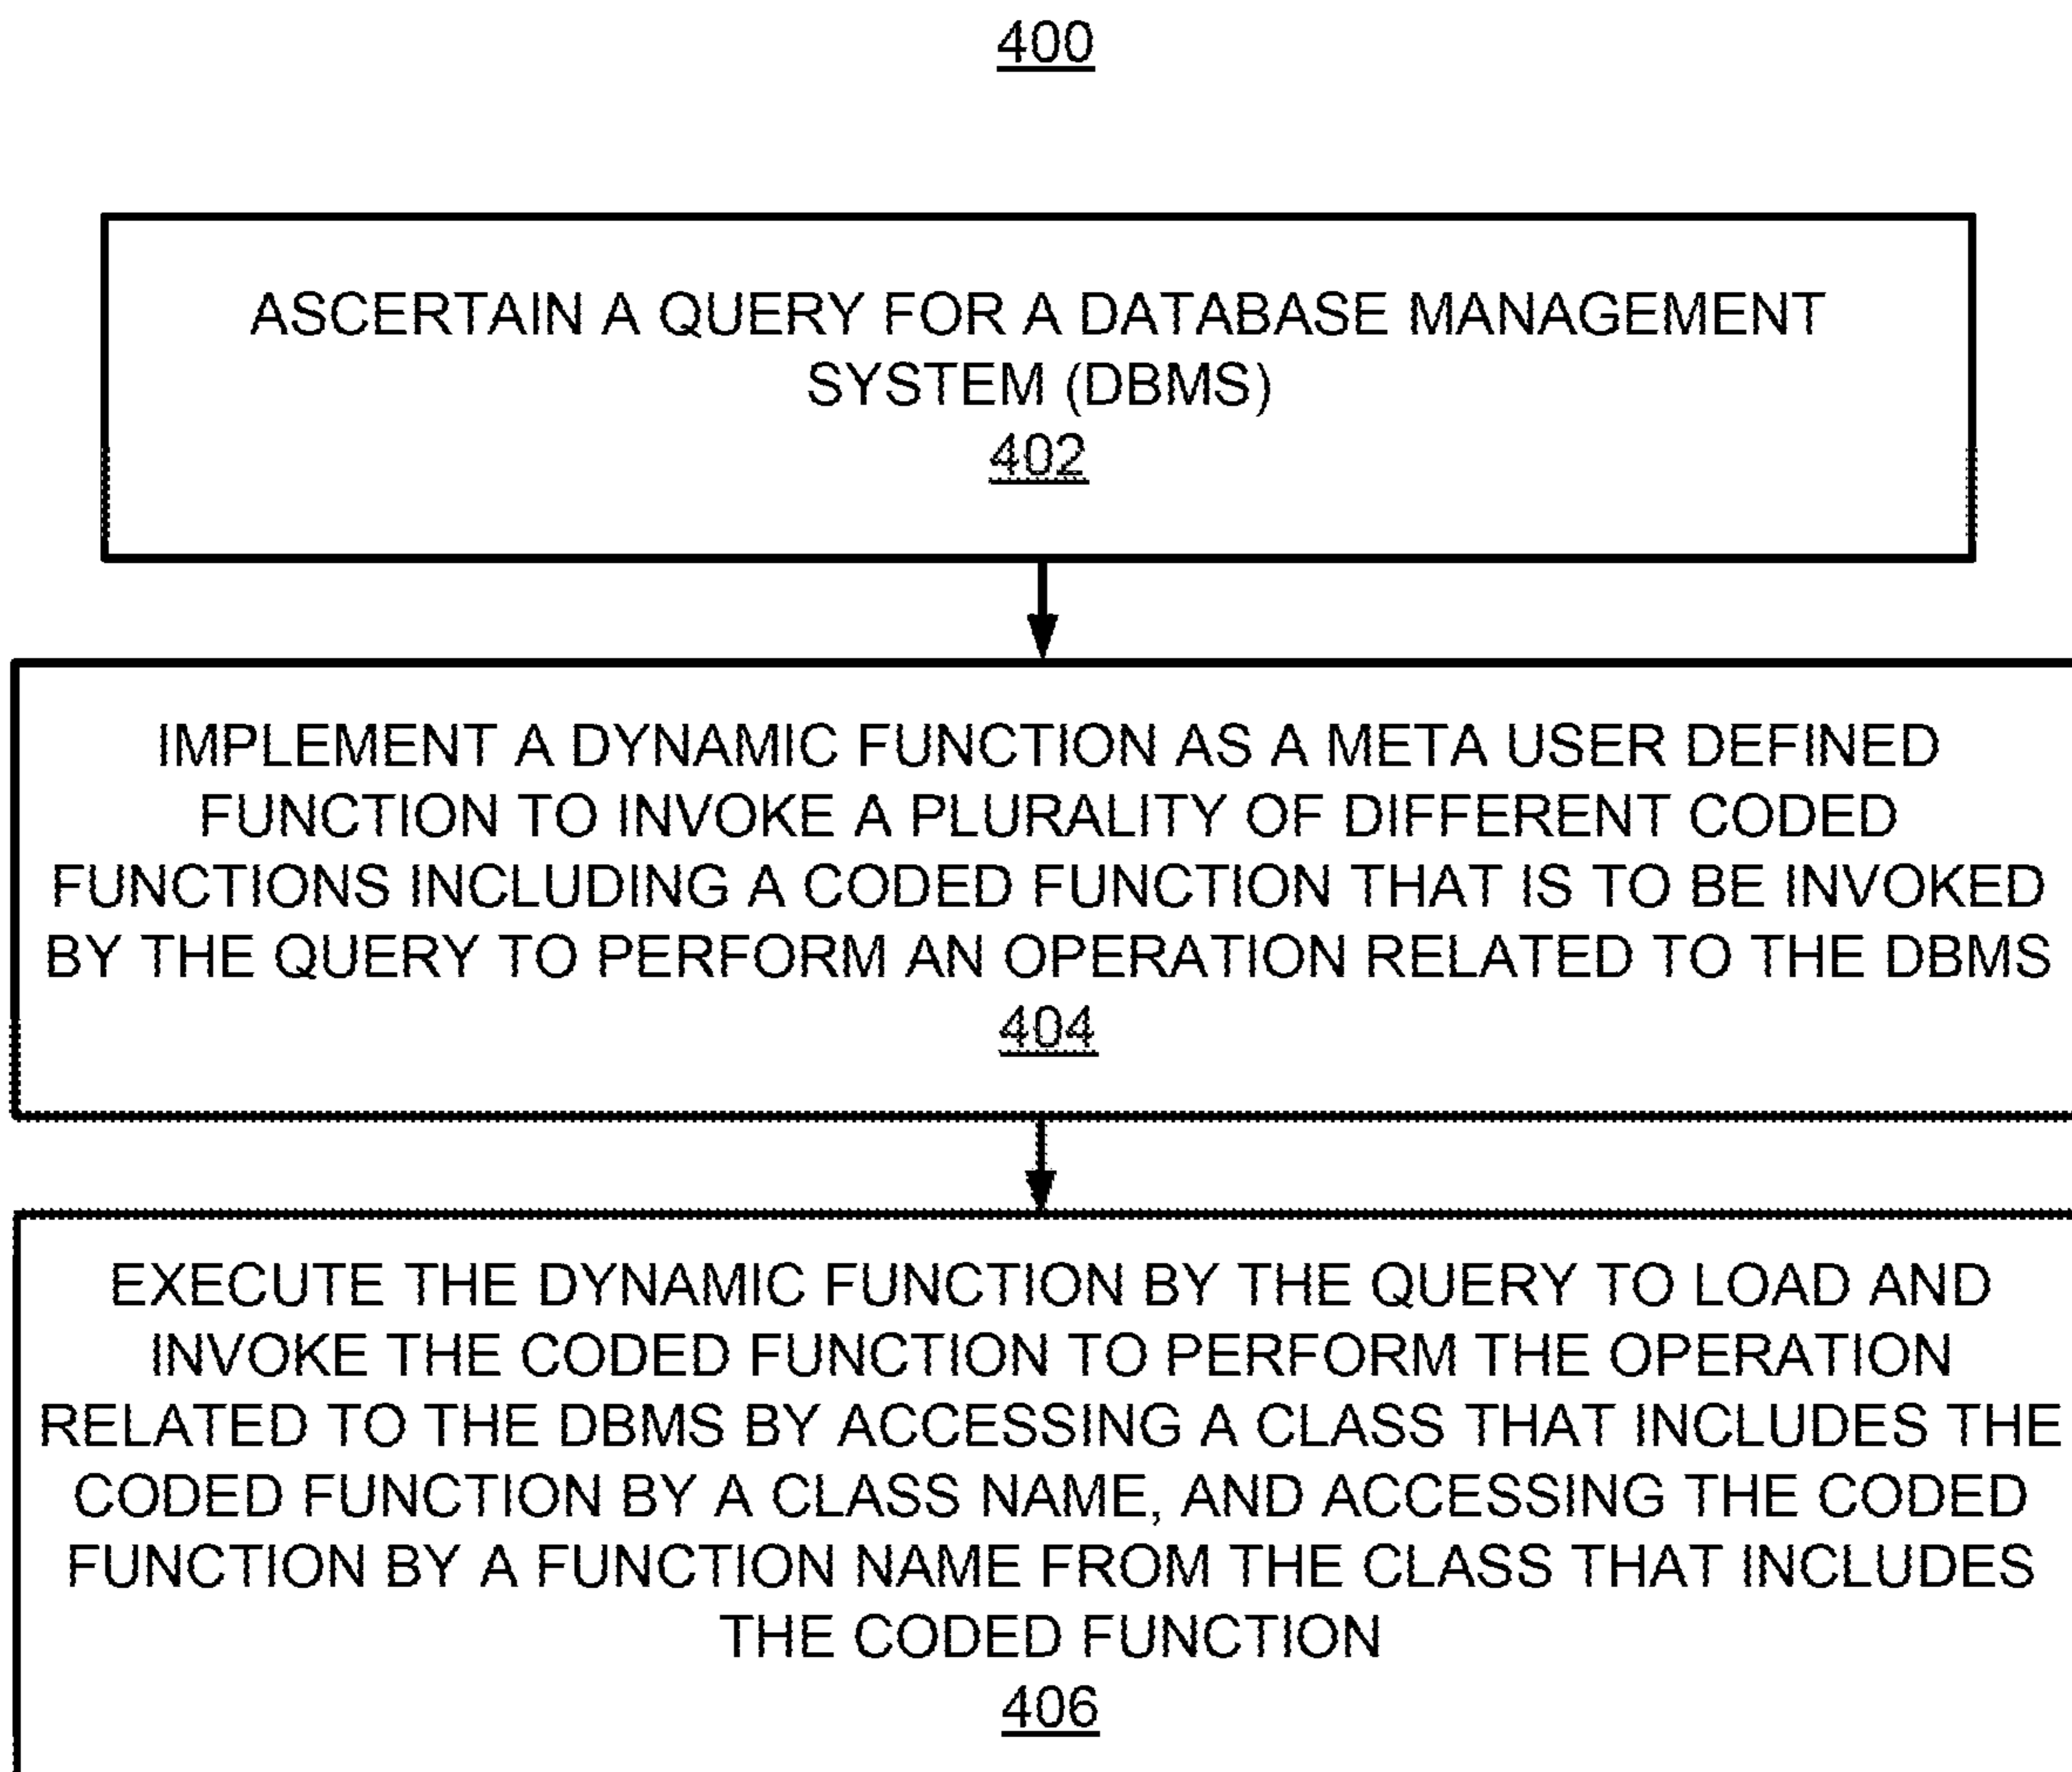 400
ASCERTAIN A QUERY FOR A DATABASE MANAGEMENT
SYSTEM (DBMS)
402
IMPLEMENT A DYNAMIC FUNCTION AS A META USER DEFINED
FUNCTION TO INVOKE A PLURALITY OF DIFFERENT CODED
FUNCTIONS INCLUDING A CODED FUNCTION THAT IS TO BE INVOKED
BY THE QUERY TO PERFORM AN OPERATION RELATED TO THE DBMS
404
EXECUTE THE DYNAMIC FUNCTION BY THE QUERY TO LOAD AND
INVOKE THE CODED FUNCTION TO PERFORM THE OPERATION
RELATED TO THE DBMS BY ACCESSING A CLASS THAT INCLUDES THE
CODED FUNCTION BY A CLASS NAME, AND ACCESSING THE CODED
FUNCTION BY A FUNCTION NAME FROM THE CLASS THAT INCLUDES
THE CODED FUNCTION
406